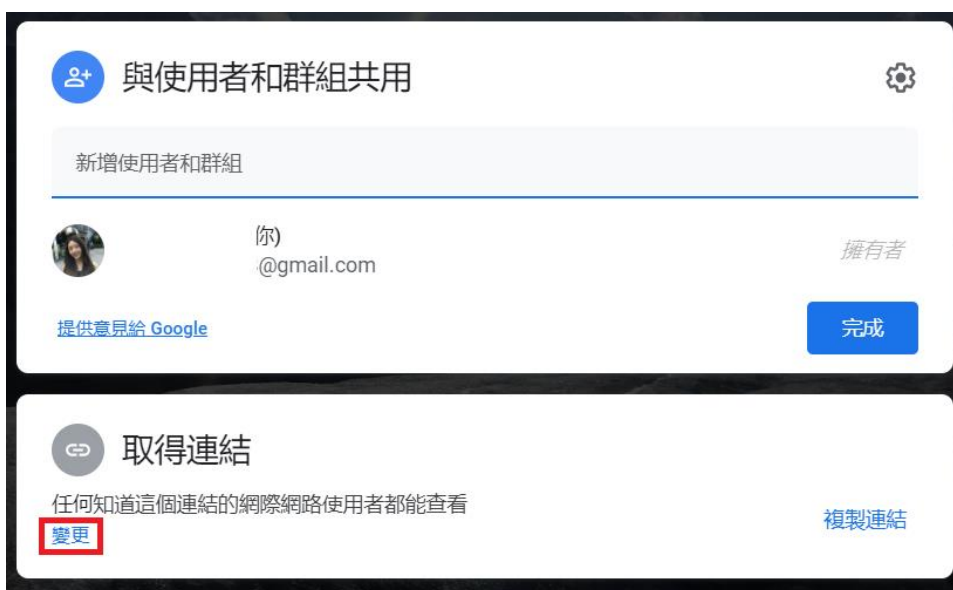 與使用者和群組共用
新增使用者和群組
你)
@gmail.com
擁有者
提供意見給 Google
完成
取得連結
任何知道這個連結的網際網路使用者都能查看
變更
複製連結